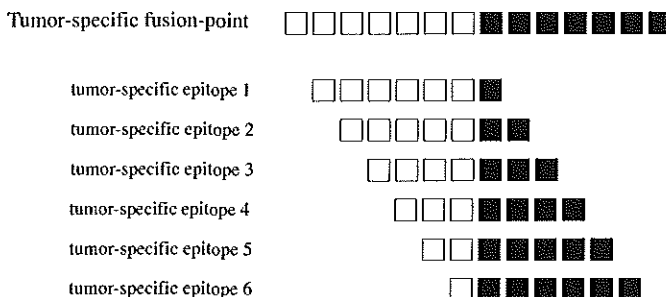 Tumor-specific fusion-point
tumor-specific epitope 1
tumor-specific epitope 2
tumor-specific epitope 3
tumor-specific epitope 4
tumor-specific epitope 5
tumor-specific epitope 6